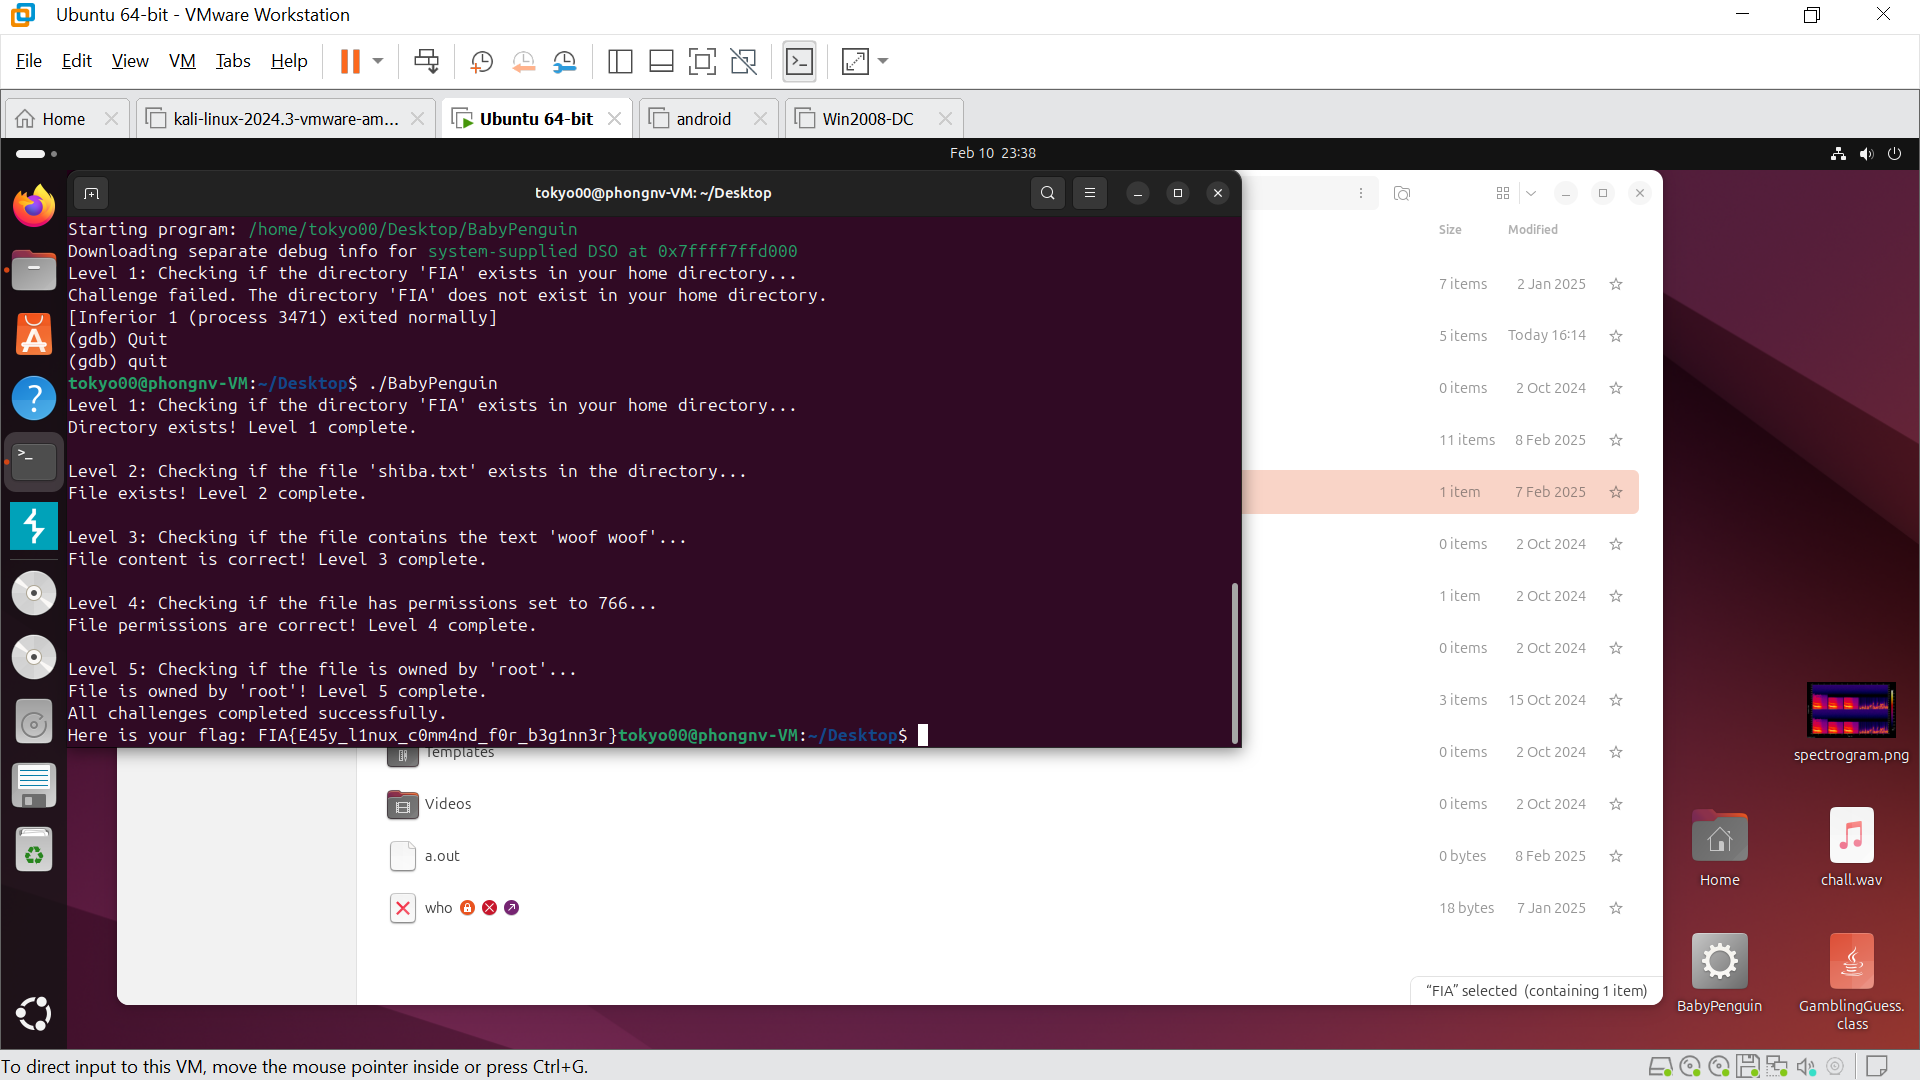 Ubuntu 64-bit - VMware Workstation
File Edit View VM Tabs Help
Home kali-linux-2024.3-vmware-am... Ubuntu 64-bit android Win2008-DC
Feb 10 23:38
tokyo00@phongnv-VM: ~/Desktop
Starting program: /home/tokyo00/Desktop/BabyPenguin
Downloading separate debug info for system-supplied DSO at 0x7ffff7ffd000
Level 1: Checking if the directory 'FIA' exists in your home directory...
Challenge failed. The directory 'FIA' does not exist in your home directory.
[Inferior 1 (process 3471) exited normally]
(gdb) Quit
(gdb) quit
tokyo00@phongnv-VM:~/Desktop$ ./BabyPenguin
Level 1: Checking if the directory 'FIA' exists in your home directory...
Directory exists! Level 1 complete.
Level 2: Checking if the file 'shiba.txt' exists in the directory...
File exists! Level 2 complete.
Level 3: Checking if the file contains the text 'woof woof'...
File content is correct! Level 3 complete.
Level 4: Checking if the file has permissions set to 766...
File permissions are correct! Level 4 complete.
Level 5: Checking if the file is owned by 'root'...
File is owned by 'root'! Level 5 complete.
All challenges completed successfully.
Here is your flag: FIA{E45y_l1nux_c0mm4nd_f0r_b3g1nn3r}tokyo00@phongnv-VM:~/Desktop$
Size Modified
7 items 2 Jan 2025
5 items Today 16:14
0 items 2 Oct 2024
11 items 8 Feb 2025
1 item 7 Feb 2025
0 items 2 Oct 2024
1 item 2 Oct 2024
0 items 2 Oct 2024
3 items 15 Oct 2024
Templates 0 items 2 Oct 2024
Videos 0 items 2 Oct 2024
a.out 0 bytes 8 Feb 2025
who 18 bytes 7 Jan 2025
"FIA" selected (containing 1 item)
spectrogram.png
Home
chall.wav
BabyPenguin
GamblingGuess.
class
To direct input to this VM, move the mouse pointer inside or press Ctrl+G.